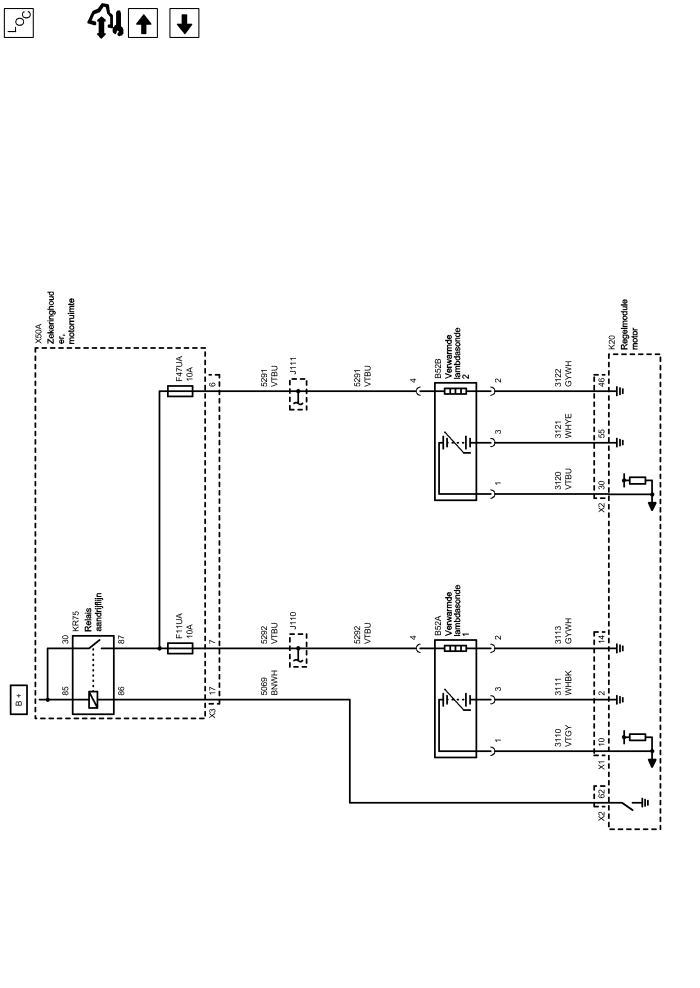 LOC
B +
X50A
Zekeringhoud
er,
motorruimte
KR75
Relais
aandrijflijn
30
85
87
86
F47UA
10A
F11UA
10A
6
7
17
X3
5291
VTBU
J111
5291
VTBU
5292
VTBU
J110
5292
VTBU
5069
BNWH
4
B52B
Verwarmde
lambdasonde
2
2
3
1
3122
GYWH
3121
WHYE
3120
VTBU
46
55
30
X2
K20
Regelmodule
motor
4
B52A
Verwarmde
lambdasonde
1
2
3
1
3113
GYWH
3111
WHBK
3110
VTGY
14
2
10
X1
62
X2